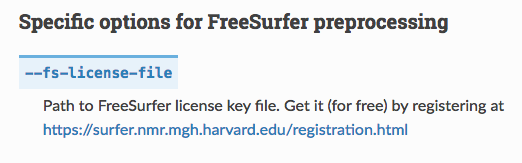 Specific options for FreeSurfer preprocessing
--fs-license-file
Path to FreeSurfer license key file. Get it (for free) by registering at
https://surfer.nmr.mgh.harvard.edu/registration.html